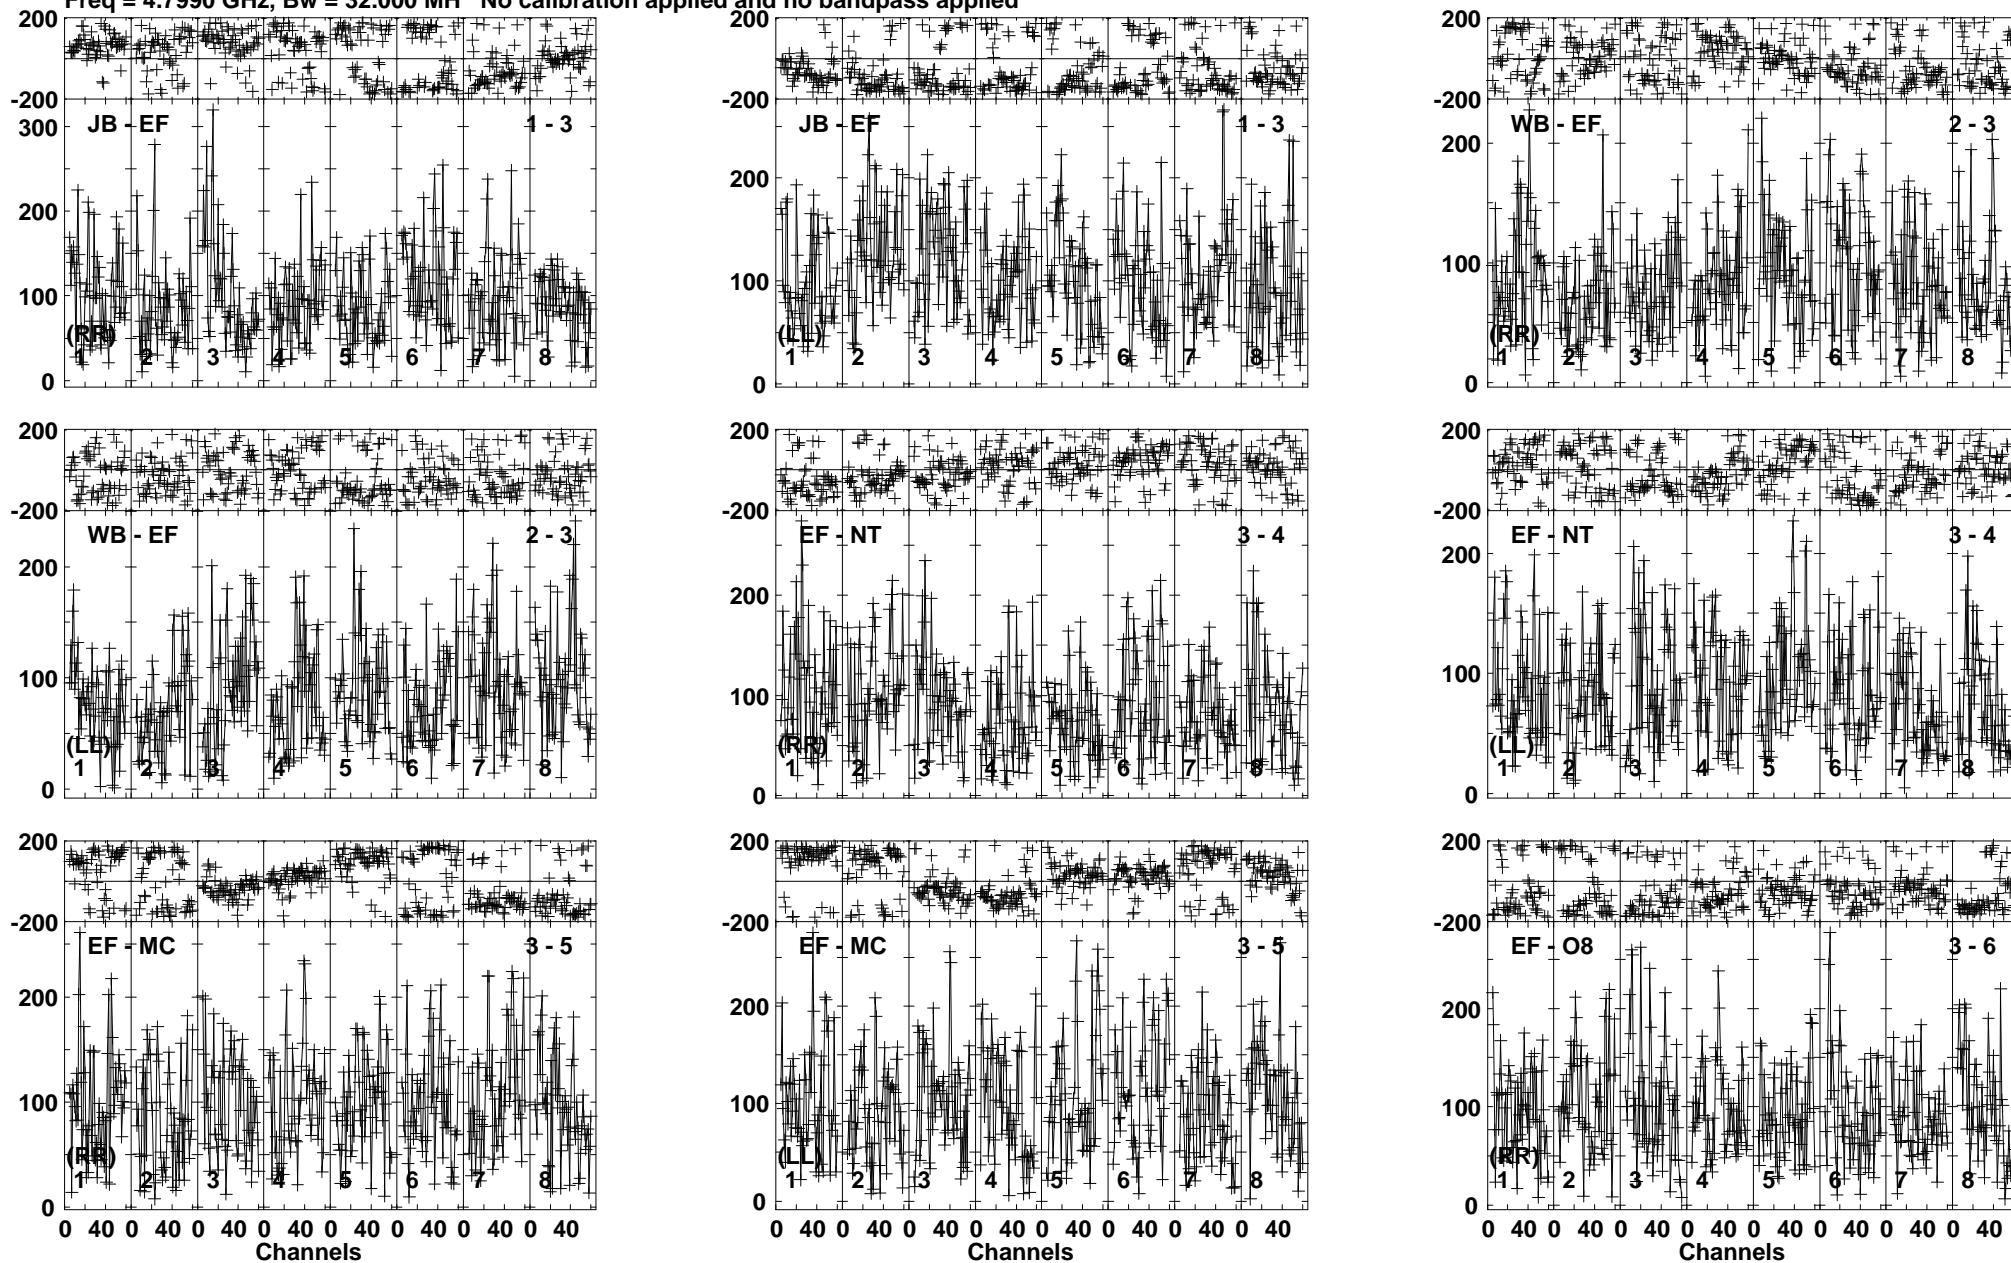 Freq = 4.7990 GHz, Bw = 32.000 MH No calibration applied and no bandpass applied
200 200 200
-200 -200 -200
300
JB - EF 1 - 3 JB - EF 1 - 3 WB - EF 2 - 3
200 200 200
100 100 100
(RR) (LL) (RR)
1 2 3 4 5 6 7 8 1 2 3 4 5 6 7 8 1 2 3 4 5 6 7 8
0 0 0
200 200 200
-200 -200 -200
WB - EF 2 - 3 EF - NT 3 - 4 EF - NT 3 - 4
200 200 200
100 100 100
(LL) (RR) (LL)
1 2 3 4 5 6 7 8 1 2 3 4 5 6 7 8 1 2 3 4 5 6 7 8
0 0 0
200 200 200
-200 -200 -200
EF - MC 3 - 5 EF - MC 3 - 5 EF - O8 3 - 6
200 200 200
100 100 100
(RR) (LL) (RR)
1 2 3 4 5 6 7 8 1 2 3 4 5 6 7 8 1 2 3 4 5 6 7 8
0 0 0
0 40 0 40 0 40 0 40 0 40 0 40 0 40 0 40 0 40 0 40 0 40 0 40 0 40 0 40 0 40 0 40 0 40 0 40 0 40 0 40 0 40 0 40 0 40 0 40
Channels Channels